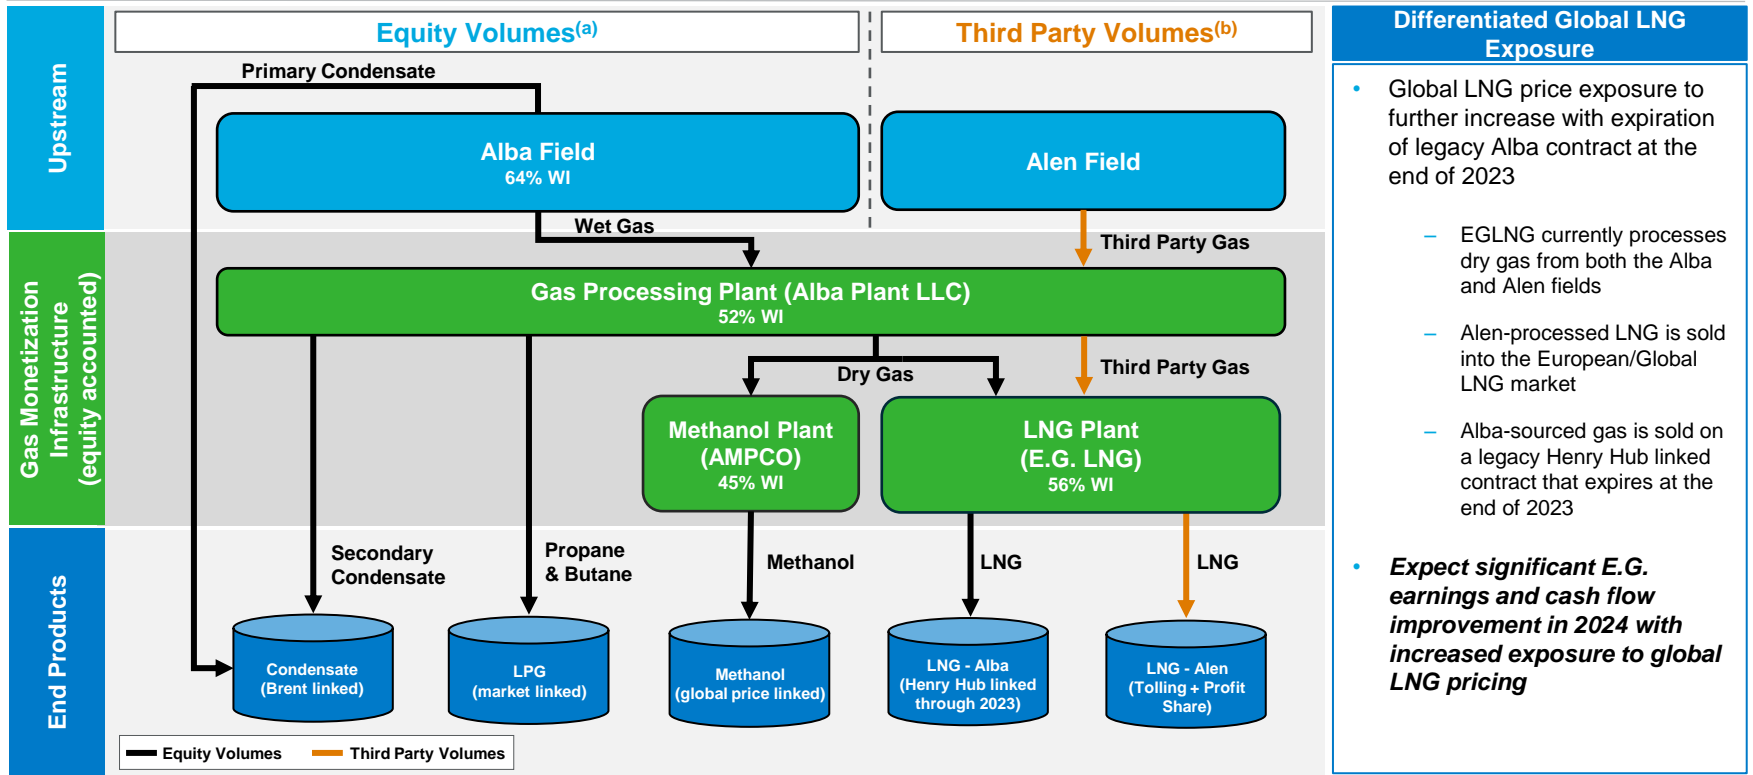 Equity Volumes(a)
Third Party Volumes(b)
Differentiated Global LNG
Exposure
Upstream
Primary Condensate
Alba Field
64% WI
Alen Field
Wet Gas
Third Party Gas
Gas Monetization
Infrastructure
(equity accounted)
Gas Processing Plant (Alba Plant LLC)
52% WI
Dry Gas
Third Party Gas
Methanol Plant
(AMPCO)
45% WI
LNG Plant
(E.G. LNG)
56% WI
End Products
Secondary
Condensate
Propane
& Butane
Methanol
LNG
LNG
Condensate
(Brent linked)
LPG
(market linked)
Methanol
(global price linked)
LNG - Alba
(Henry Hub linked
through 2023)
LNG - Alen
(Tolling + Profit
Share)
Equity Volumes
Third Party Volumes
• Global LNG price exposure to
further increase with expiration
of legacy Alba contract at the
end of 2023
– EGLNG currently processes
dry gas from both the Alba
and Alen fields
– Alen-processed LNG is sold
into the European/Global
LNG market
– Alba-sourced gas is sold on
a legacy Henry Hub linked
contract that expires at the
end of 2023
• Expect significant E.G.
earnings and cash flow
improvement in 2024 with
increased exposure to global
LNG pricing